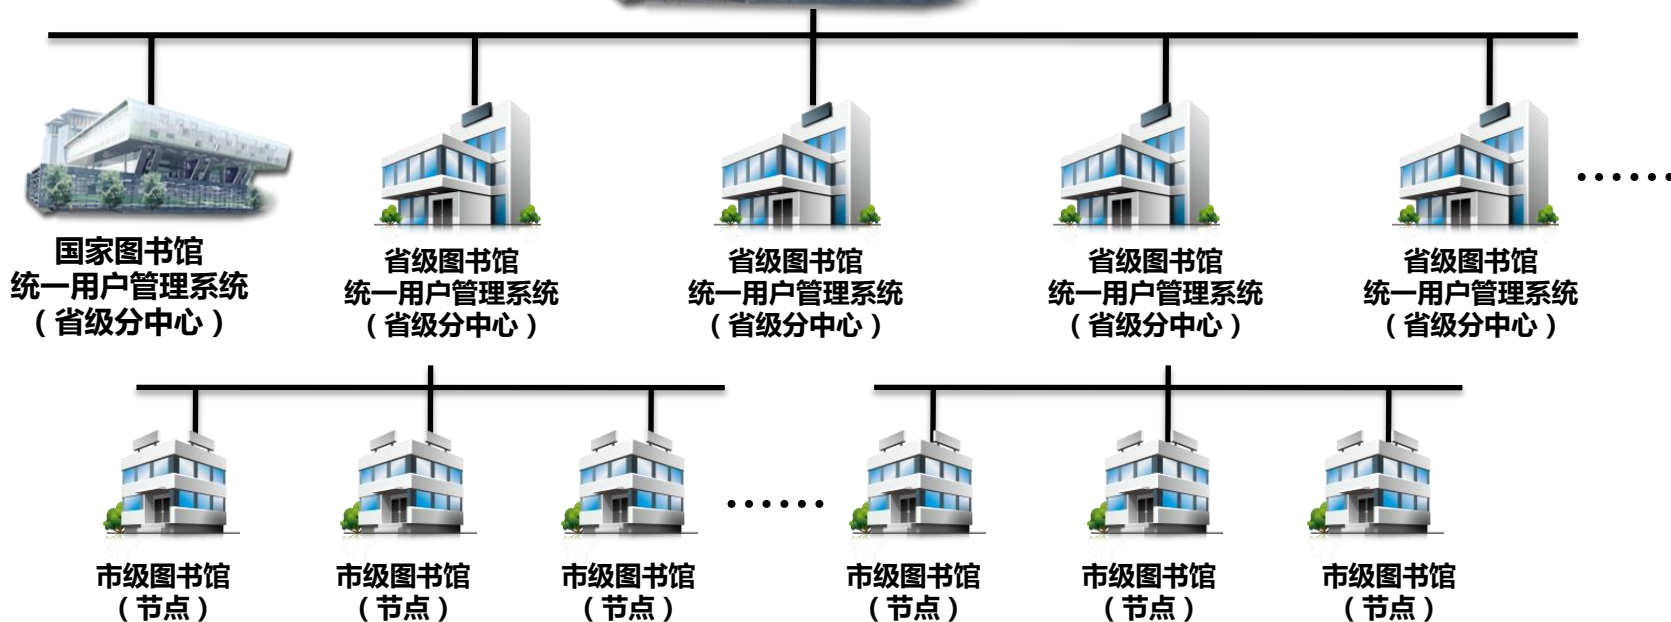 国家图书馆
统一用户管理系统
（省级分中心）
省级图书馆
统一用户管理系统
（省级分中心）
省级图书馆
统一用户管理系统
（省级分中心）
省级图书馆
统一用户管理系统
（省级分中心）
省级图书馆
统一用户管理系统
（省级分中心）
......
市级图书馆
（节点）
市级图书馆
（节点）
市级图书馆
（节点）
......
市级图书馆
（节点）
市级图书馆
（节点）
市级图书馆
（节点）